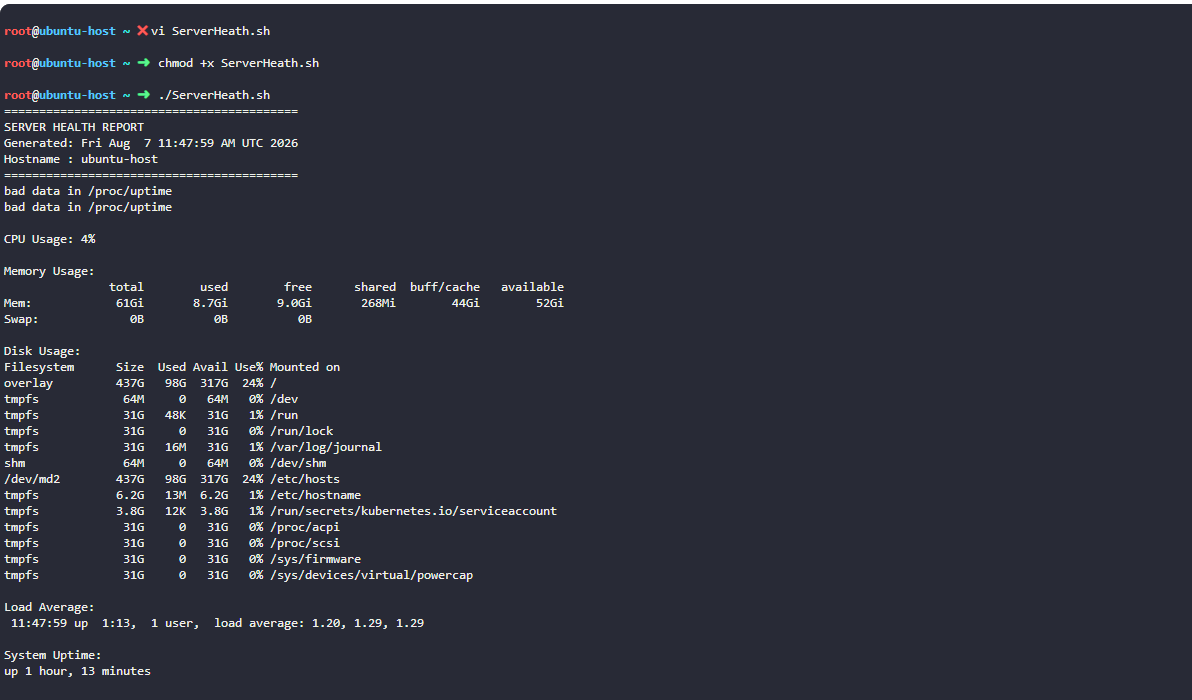 root@ubuntu-host ~ ✗ vi ServerHeath.sh
root@ubuntu-host ~ ➜ chmod +x ServerHeath.sh
root@ubuntu-host ~ ➜ ./ServerHeath.sh
==========================================
SERVER HEALTH REPORT
Generated: Fri Aug  7 11:47:59 AM UTC 2026
Hostname : ubuntu-host
==========================================
bad data in /proc/uptime
bad data in /proc/uptime
CPU Usage: 4%
Memory Usage:
               total        used        free      shared  buff/cache   available
Mem:            61Gi       8.7Gi       9.0Gi       268Mi        44Gi        52Gi
Swap:             0B          0B          0B
Disk Usage:
Filesystem      Size  Used Avail Use% Mounted on
overlay         437G   98G  317G  24% /
tmpfs            64M     0   64M   0% /dev
tmpfs            31G   48K   31G   1% /run
tmpfs            31G     0   31G   0% /run/lock
tmpfs            31G   16M   31G   1% /var/log/journal
shm              64M     0   64M   0% /dev/shm
/dev/md2        437G   98G  317G  24% /etc/hosts
tmpfs           6.2G   13M  6.2G   1% /etc/hostname
tmpfs           3.8G   12K  3.8G   1% /run/secrets/kubernetes.io/serviceaccount
tmpfs            31G     0   31G   0% /proc/acpi
tmpfs            31G     0   31G   0% /proc/scsi
tmpfs            31G     0   31G   0% /sys/firmware
tmpfs            31G     0   31G   0% /sys/devices/virtual/powercap
Load Average:
 11:47:59 up  1:13,  1 user,  load average: 1.20, 1.29, 1.29
System Uptime:
up 1 hour, 13 minutes